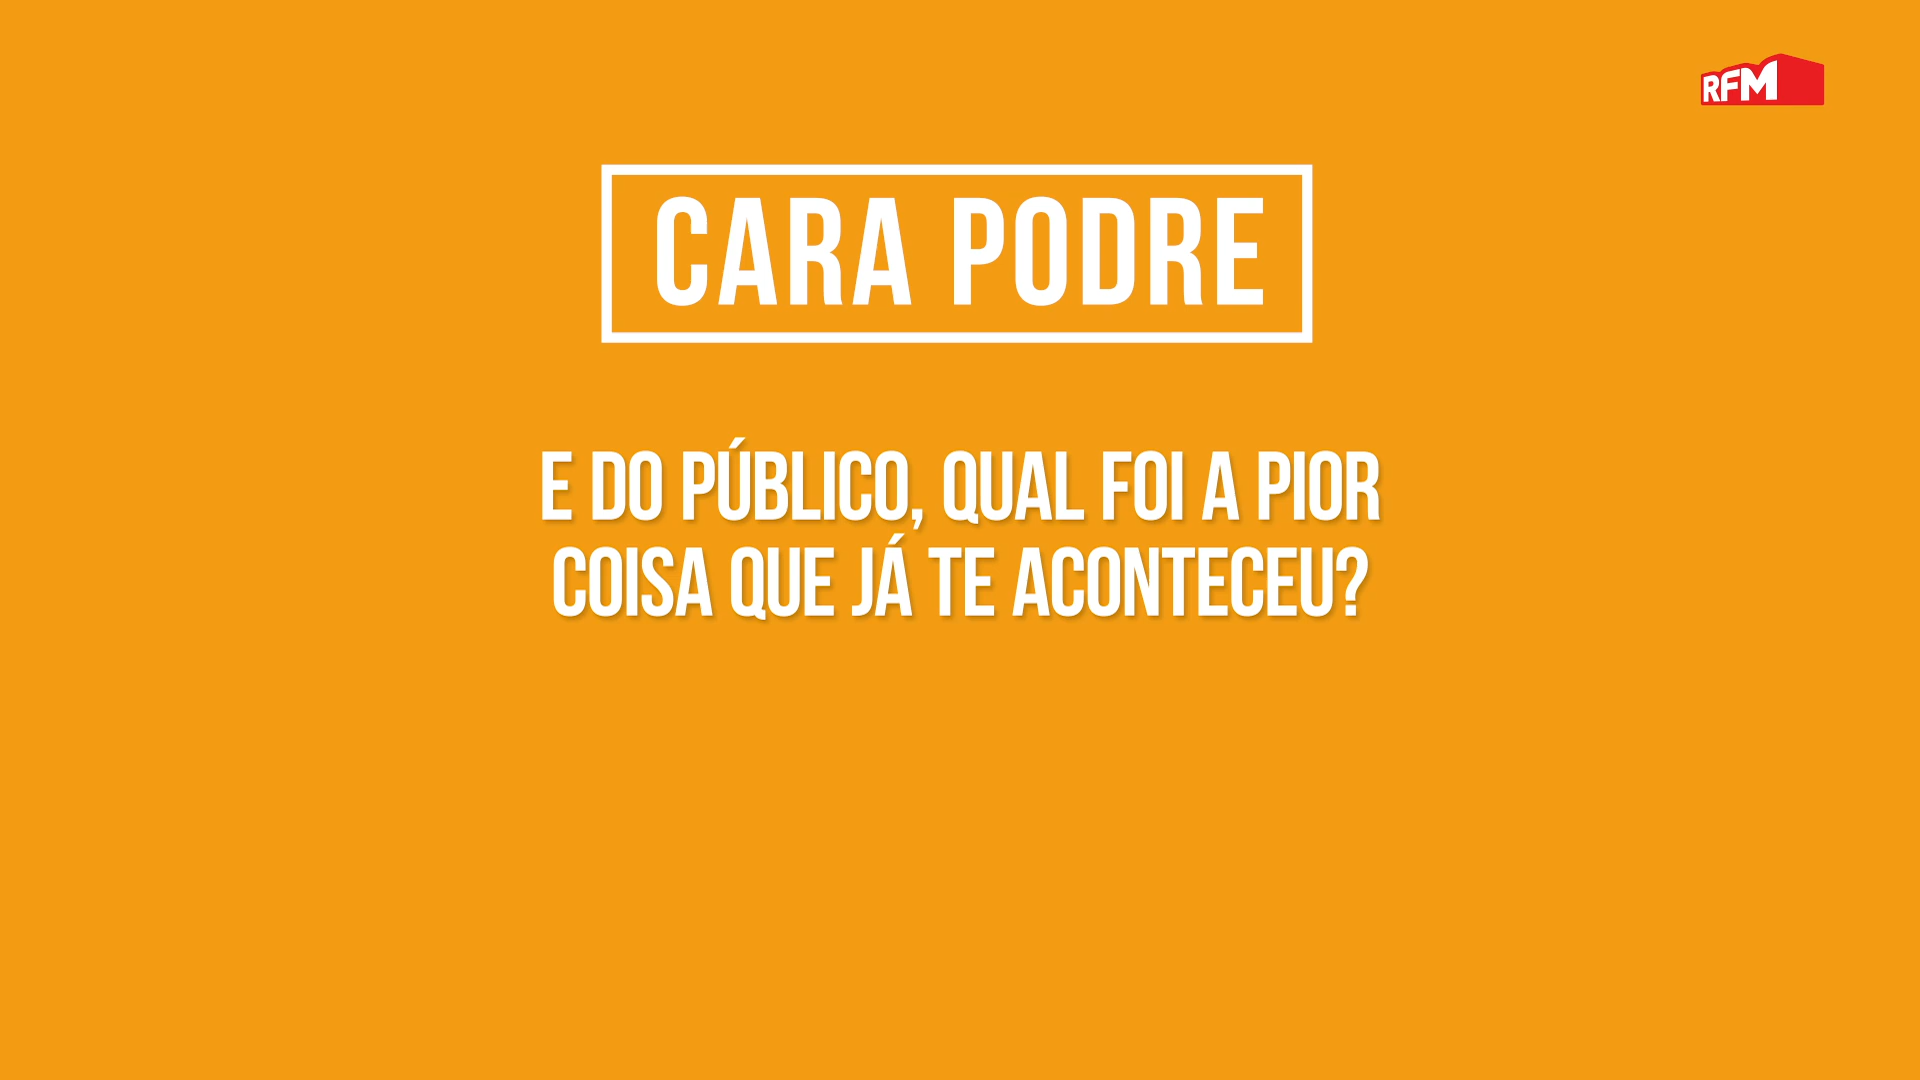 RFM
CARA PODRE
E DO PÚBLICO, QUAL FOI A PIOR
COISA QUE JÁ TE ACONTECEU?